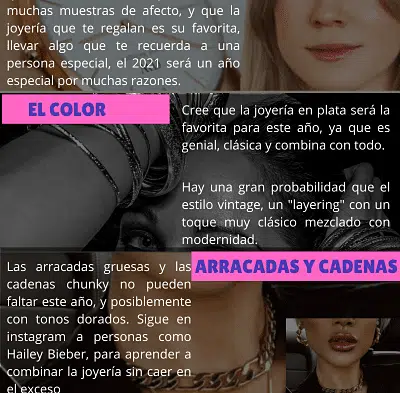 muchas muestras de afecto, y que la
joyería que te regalan es su favorita,
llevar algo que te recuerda a una
persona especial, el 2021 será un año
especial por muchas razones.
EL COLOR
Cree que la joyería en plata será la
favorita para este año, ya que es
genial, clásica y combina con todo.
Hay una gran probabilidad que el
estilo vintage, un "layering" con un
toque muy clásico mezclado con
modernidad.
ARRACADAS Y CADENAS
Las arracadas gruesas y las
cadenas chunky no pueden
faltar este año, y posiblemente
con tonos dorados. Sigue en
instagram a personas como
Hailey Bieber, para aprender a
combinar la joyería sin caer en
el exceso